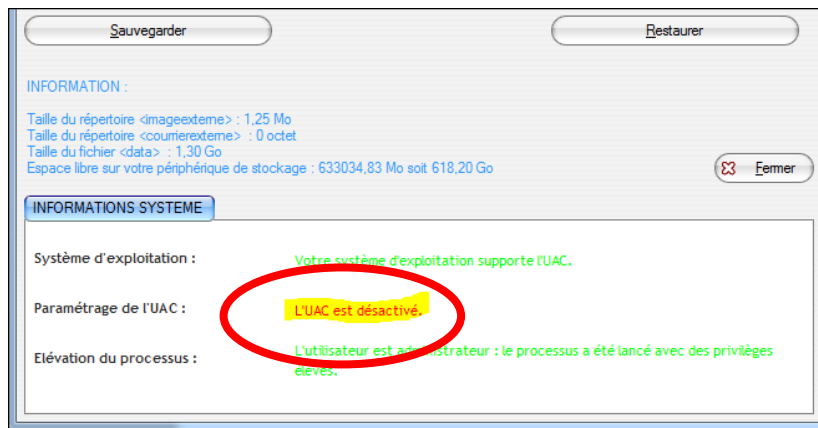 Sauvegarder
Restaurer
INFORMATION :
Taille du répertoire <imageexterne> : 1,25 Mo
Taille du répertoire <courrierexterne> : 0 octet
Taille du fichier <data> : 1,30 Go
Espace libre sur votre périphérique de stockage : 633034,83 Mo soit 618,20 Go
Fermer
INFORMATIONS SYSTEME
Système d'exploitation :
Votre système d'exploitation supporte l'UAC.
Paramétrage de l'UAC :
L'UAC est désactivé.
Elévation du processus :
L'utilisateur est administrateur : le processus a été lancé avec des privilèges
élevés.